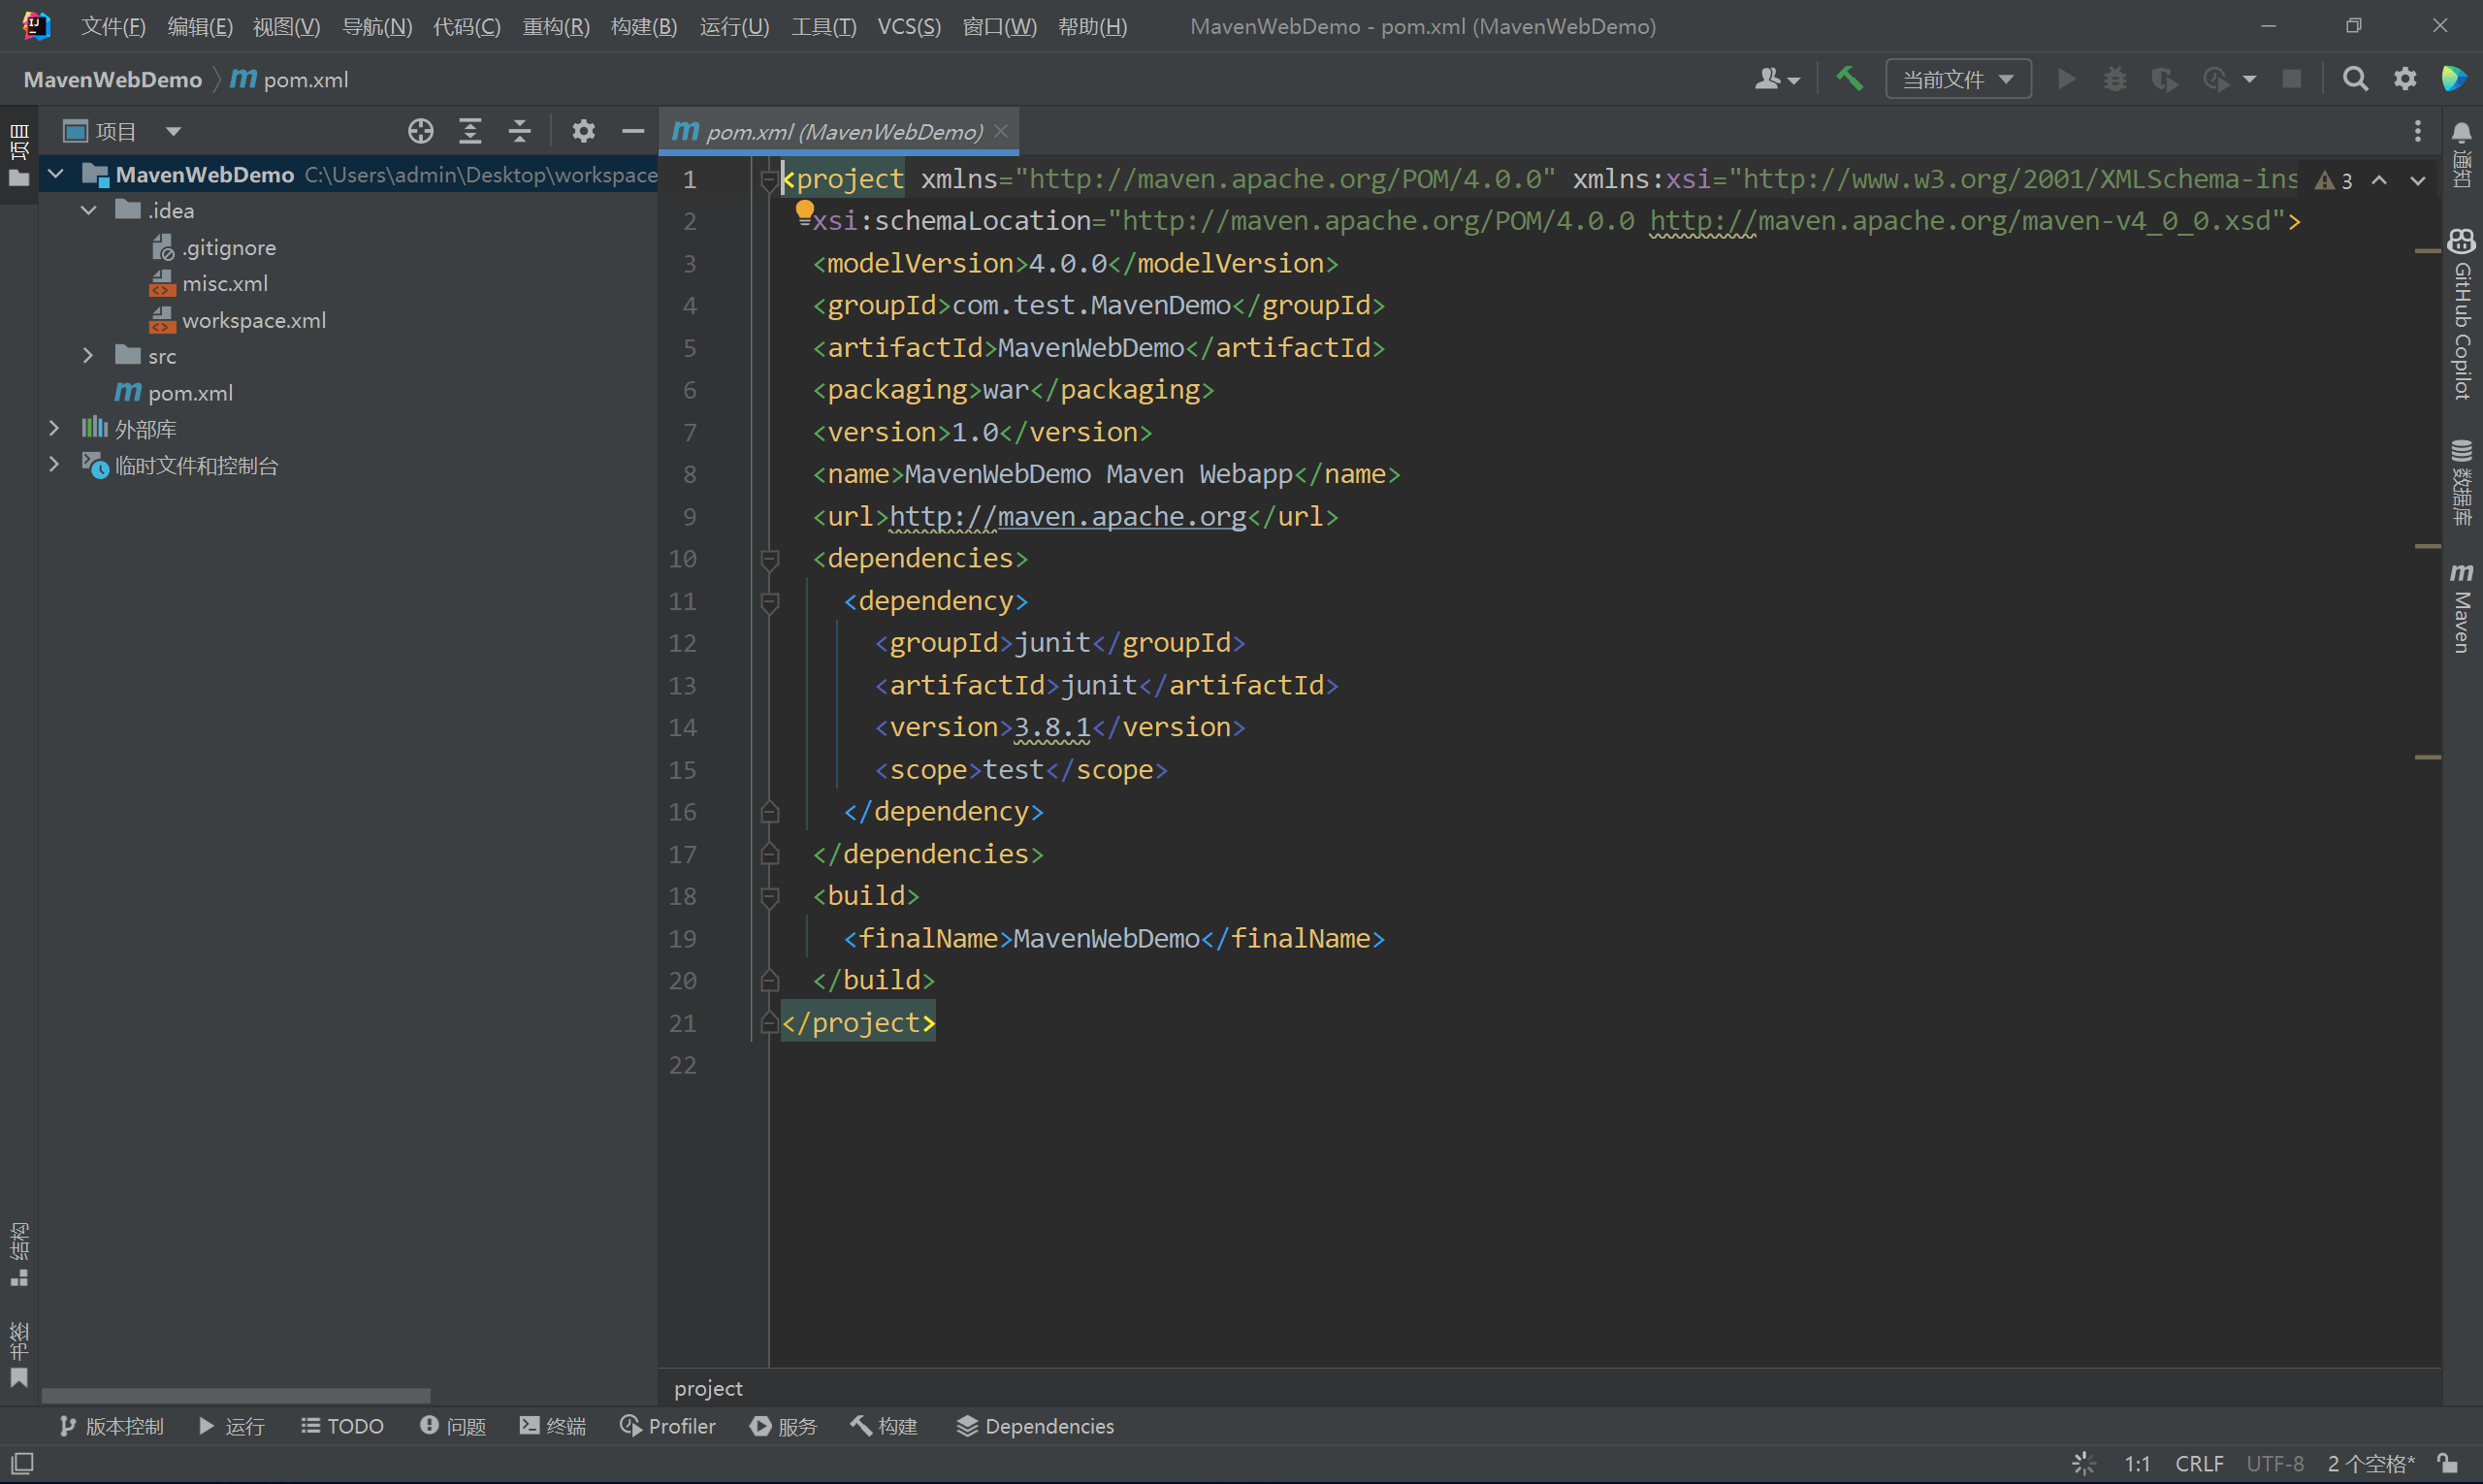 文件(F) 编辑(E) 视图(V) 导航(N) 代码(C) 重构(R) 构建(B) 运行(U) 工具(T) VCS(S) 窗口(W) 帮助(H) MavenWebDemo - pom.xml (MavenWebDemo)
MavenWebDemo m pom.xml 当前文件
项目
项目
MavenWebDemo C:\Users\admin\Desktop\workspace
.idea
.gitignore
misc.xml
workspace.xml
src
m pom.xml
外部库
临时文件和控制台
结构
书签
m pom.xml (MavenWebDemo)
1 <project xmlns="http://maven.apache.org/POM/4.0.0" xmlns:xsi="http://www.w3.org/2001/XMLSchema-ins 3
2 xsi:schemaLocation="http://maven.apache.org/POM/4.0.0 http://maven.apache.org/maven-v4_0_0.xsd">
3 <modelVersion>4.0.0</modelVersion>
4 <groupId>com.test.MavenDemo</groupId>
5 <artifactId>MavenWebDemo</artifactId>
6 <packaging>war</packaging>
7 <version>1.0</version>
8 <name>MavenWebDemo Maven Webapp</name>
9 <url>http://maven.apache.org</url>
10 <dependencies>
11 <dependency>
12 <groupId>junit</groupId>
13 <artifactId>junit</artifactId>
14 <version>3.8.1</version>
15 <scope>test</scope>
16 </dependency>
17 </dependencies>
18 <build>
19 <finalName>MavenWebDemo</finalName>
20 </build>
21 </project>
22
project
通知
GitHub Copilot
数据库
m Maven
版本控制 运行 TODO 问题 终端 Profiler 服务 构建 Dependencies
1:1 CRLF UTF-8 2 个空格*